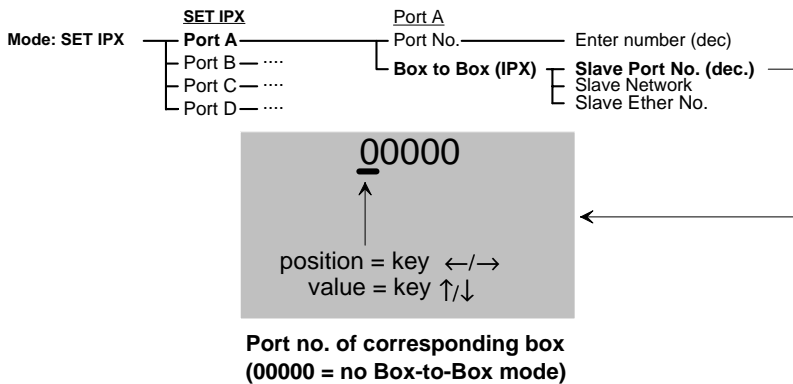 SET IPX Port A
Mode: SET IPX Port A Port No. Enter number (dec)
Port B .... Box to Box (IPX) Slave Port No. (dec.)
Port C .... Slave Network
Port D .... Slave Ether No.
00000
position = key ←/→
value = key ↑/↓
Port no. of corresponding box
(00000 = no Box-to-Box mode)